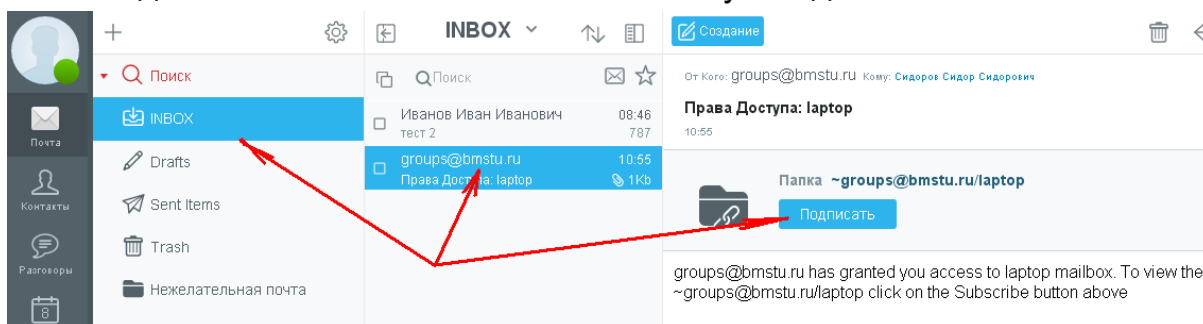 Почта
Контакты
Разговоры
8
Поиск
INBOX
Drafts
Sent Items
Trash
Нежелательная почта
INBOX
Поиск
Иванов Иван Иванович 08:46
тест 2 787
groups@bmstu.ru 10:55
Права Доступа: laptop 1Kb
Создание
От Кого: groups@bmstu.ru Кому: Сидоров Сидор Сидорович
Права Доступа: laptop
10:55
Папка ~groups@bmstu.ru/laptop
Подписать
groups@bmstu.ru has granted you access to laptop mailbox. To view the
~groups@bmstu.ru/laptop click on the Subscribe button above